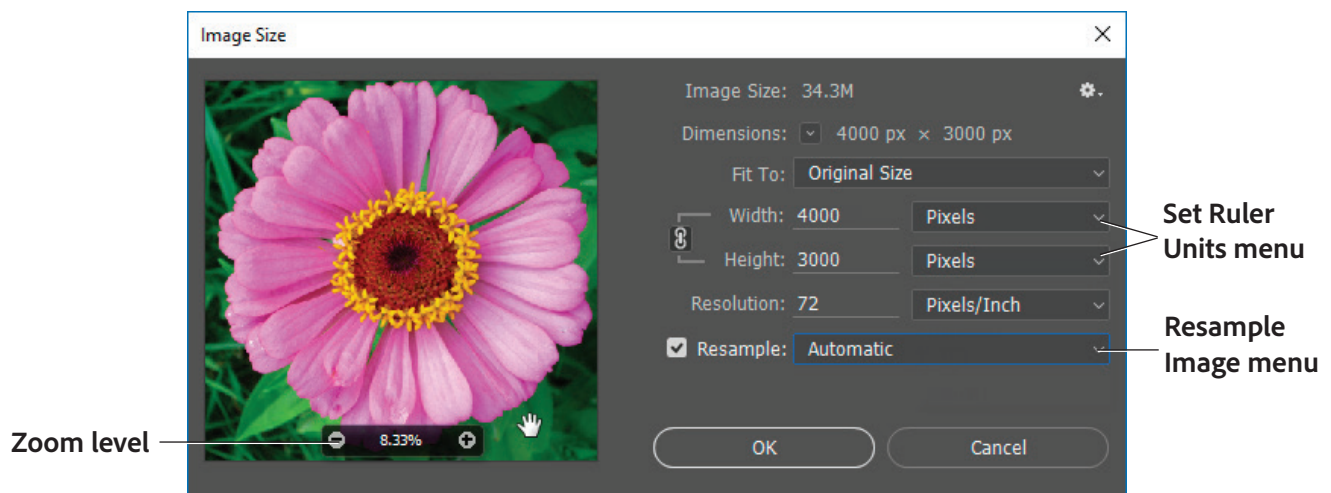 Image Size
Image Size: 34.3M
Dimensions: 4000 px × 3000 px
Fit To: Original Size
Width: 4000 Pixels
Height: 3000 Pixels
Set Ruler
Units menu
Resolution: 72 Pixels/Inch
Resample: Automatic
Resample
Image menu
Zoom level
8.33%
OK Cancel